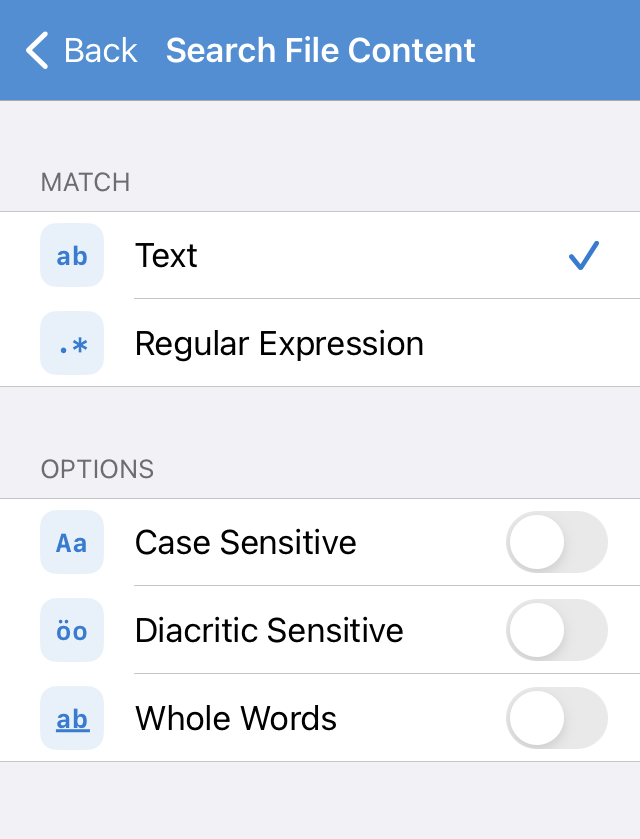 Back Search File Content
MATCH
ab Text
.* Regular Expression
OPTIONS
Aa Case Sensitive
öo Diacritic Sensitive
ab Whole Words